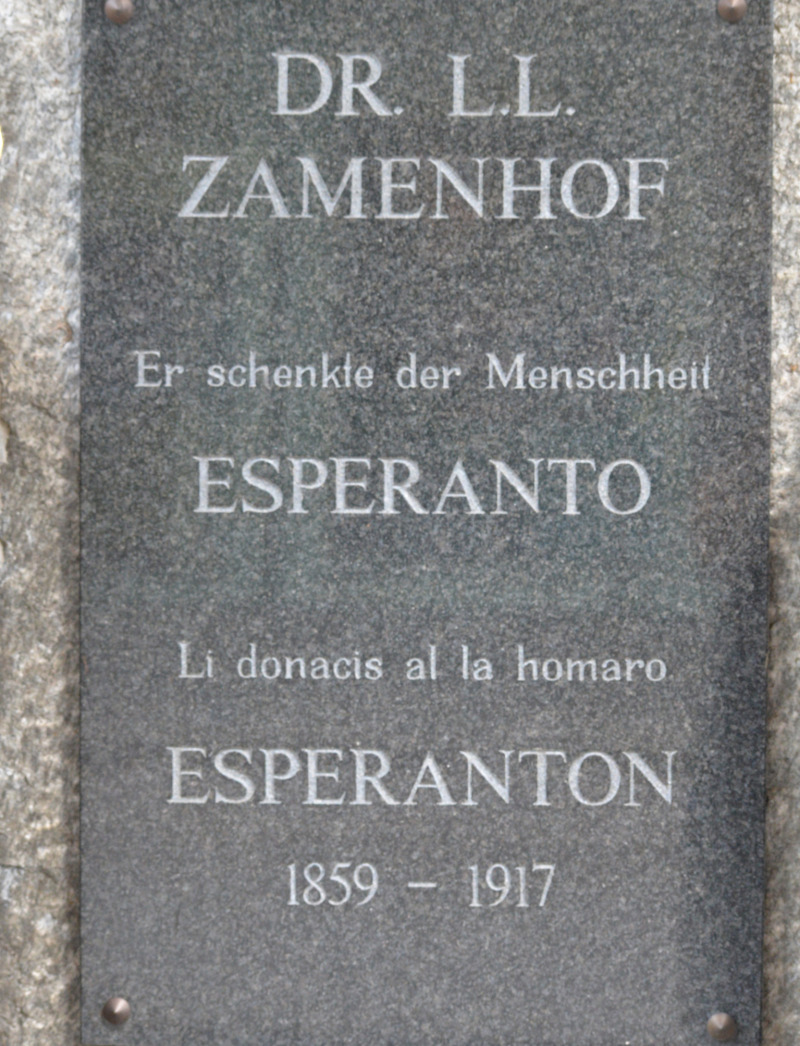 DR. L.L.
ZAMENHOF
Er schenkte der Menschheit
ESPERANTO
Li donacis al la homaro
ESPERANTON
1859 – 1917